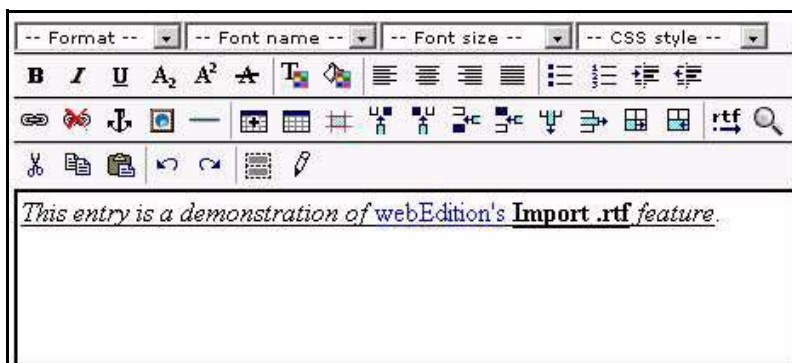 -- Format -- -- Font name -- -- Font size -- -- CSS style --
B I U A₂ A² A T
rtf
This entry is a demonstration of webEdition's Import .rtf feature.